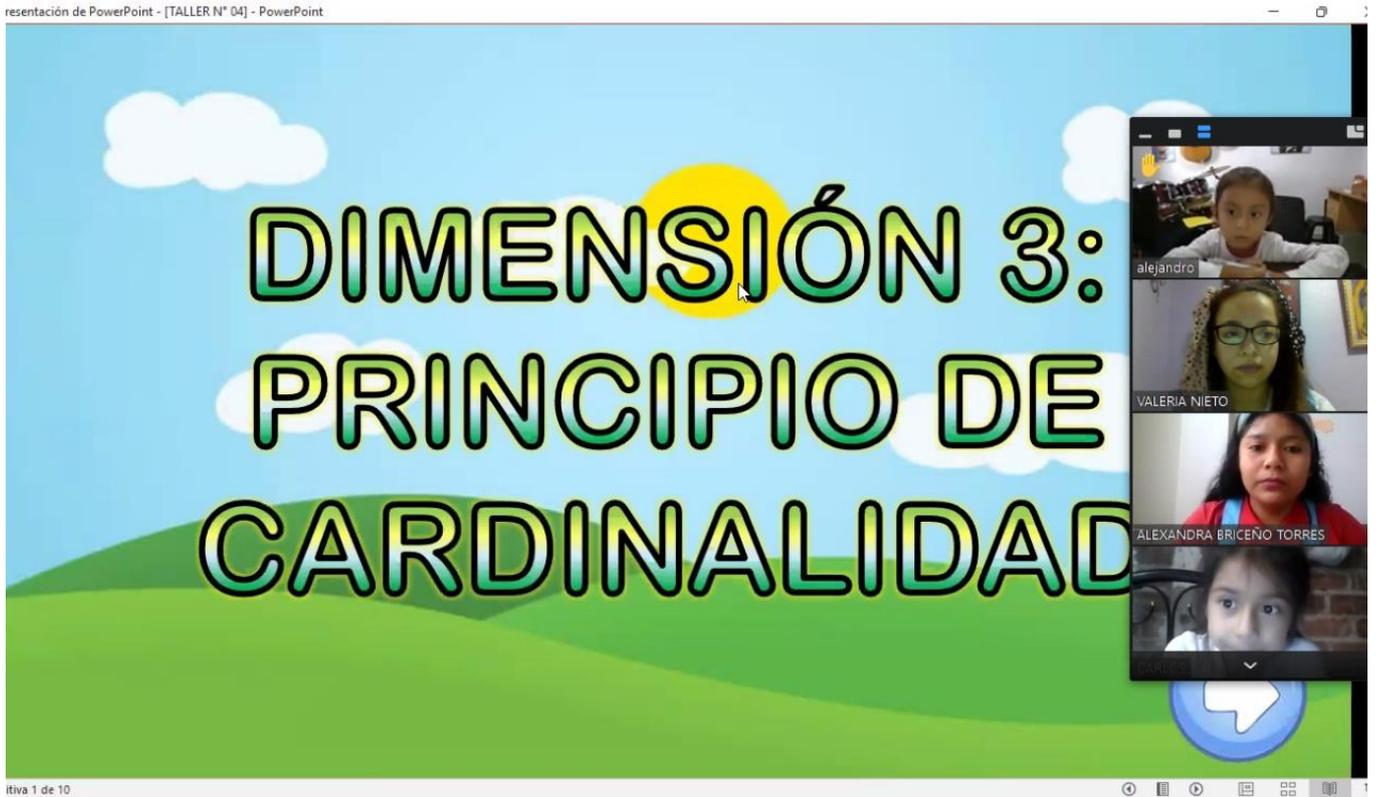 resentación de PowerPoint - [TALLER N° 04] - PowerPoint
DIMENSIÓN 3:
PRINCIPIO DE
CARDINALIDAD
alejandro
VALERIA NIETO
ALEXANDRA BRICEÑO TORRES
itiva 1 de 10